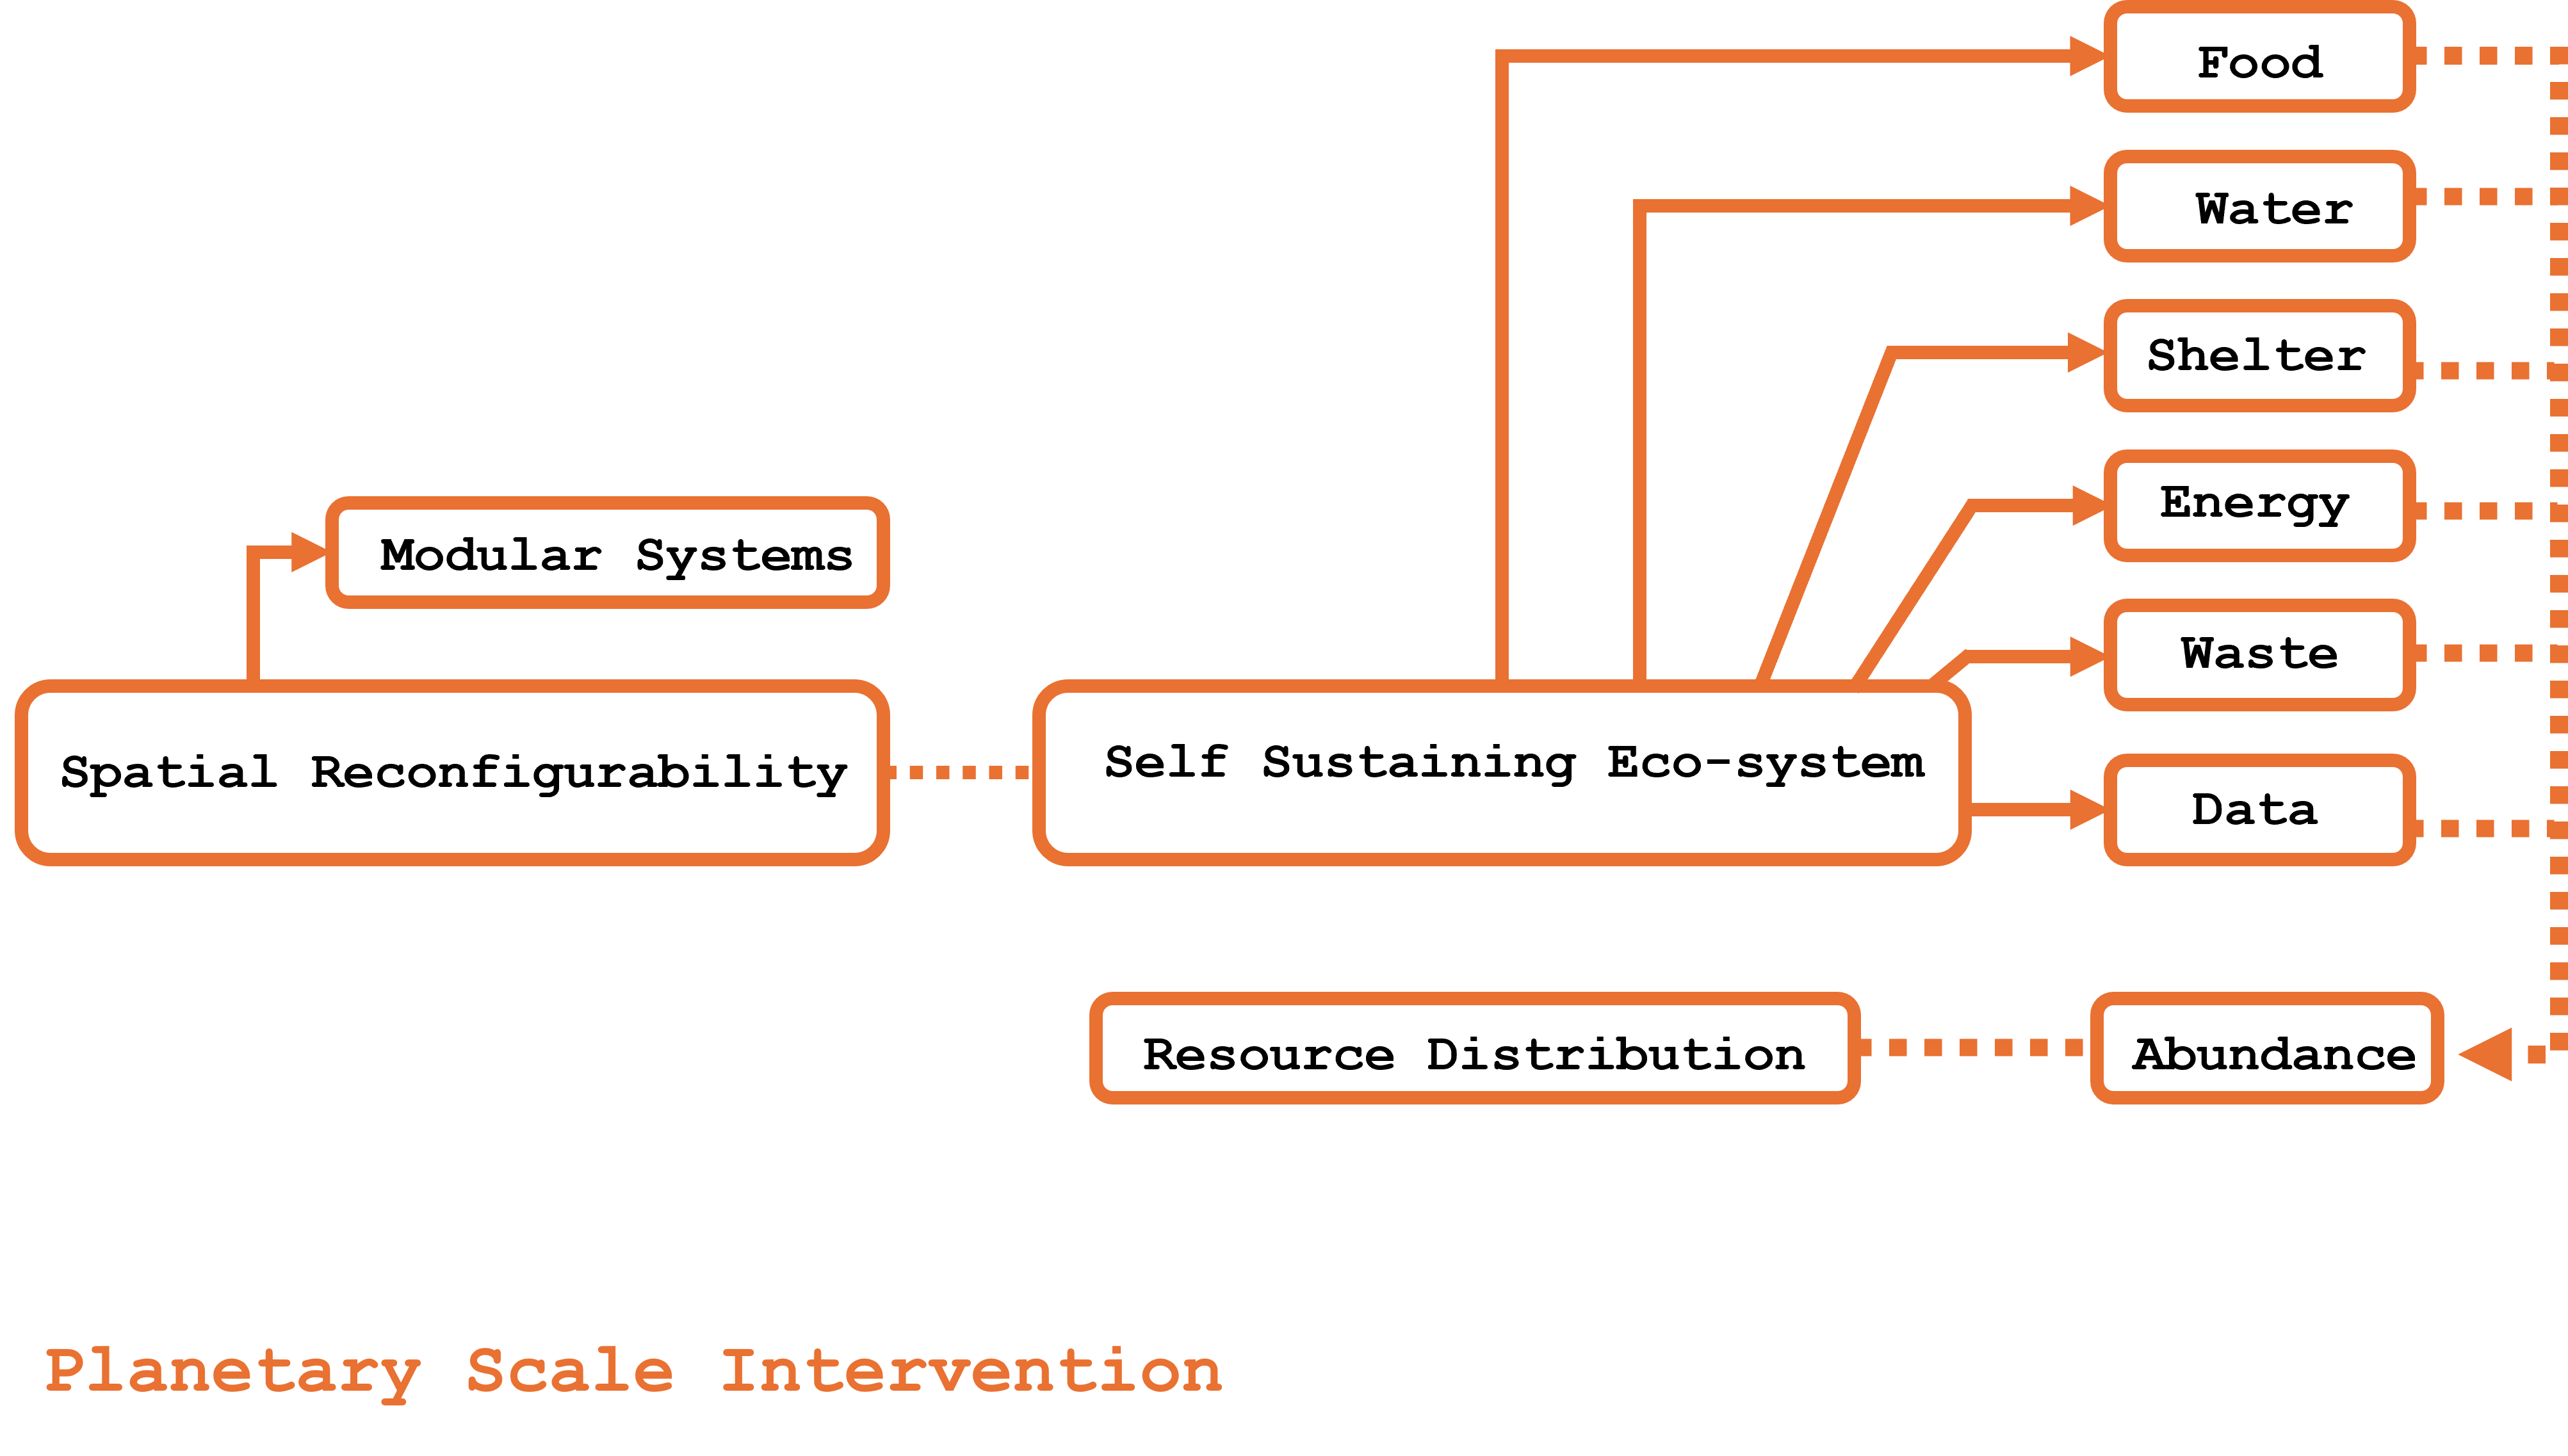 Food
Water
Shelter
Energy
Modular Systems
Waste
Spatial Reconfigurability
Self Sustaining Eco-system
Data
Resource Distribution
Abundance
Planetary Scale Intervention